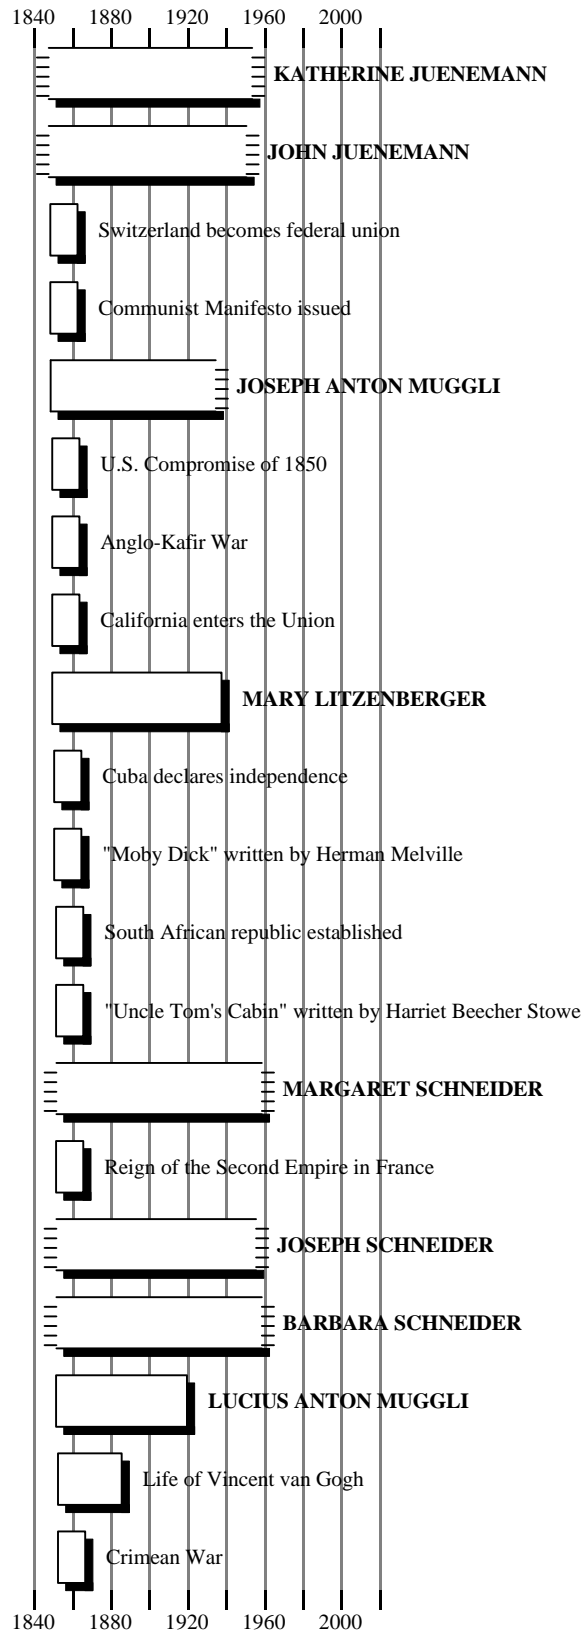 1840 1880 1920 1960 2000
KATHERINE JUENEMANN
JOHN JUENEMANN
Switzerland becomes federal union
Communist Manifesto issued
JOSEPH ANTON MUGGLI
U.S. Compromise of 1850
Anglo-Kafir War
California enters the Union
MARY LITZENBERGER
Cuba declares independence
"Moby Dick" written by Herman Melville
South African republic established
"Uncle Tom's Cabin" written by Harriet Beecher Stowe
MARGARET SCHNEIDER
Reign of the Second Empire in France
JOSEPH SCHNEIDER
BARBARA SCHNEIDER
LUCIUS ANTON MUGGLI
Life of Vincent van Gogh
Crimean War
1840 1880 1920 1960 2000